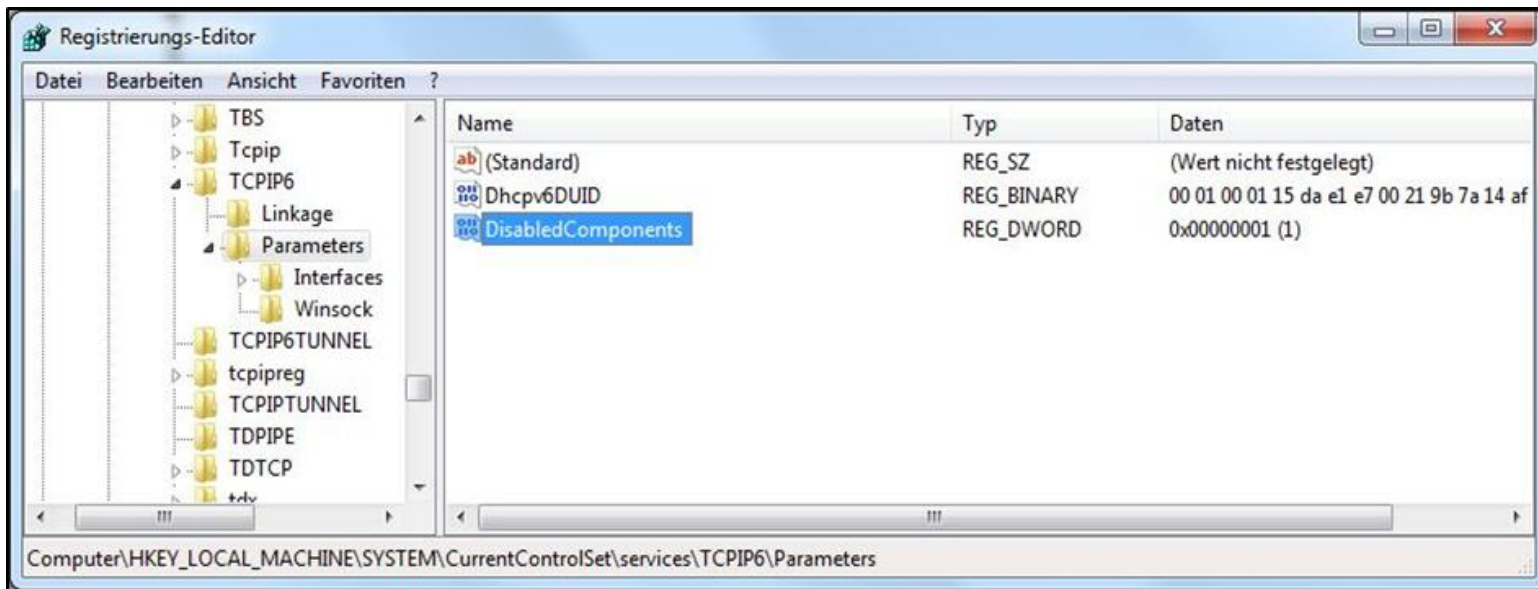 Registrierungs-Editor
Datei Bearbeiten Ansicht Favoriten ?
TBS
Tcpip
TCPIP6
Linkage
Parameters
Interfaces
Winsock
TCPIP6TUNNEL
tcpipreg
TCPIPTUNNEL
TDPIPE
TDTCP
tdx
Name Typ Daten
(Standard) REG_SZ (Wert nicht festgelegt)
Dhcpv6DUID REG_BINARY 00 01 00 01 15 da e1 e7 00 21 9b 7a 14 af
DisabledComponents REG_DWORD 0x00000001 (1)
Computer\HKEY_LOCAL_MACHINE\SYSTEM\CurrentControlSet\services\TCPIP6\Parameters